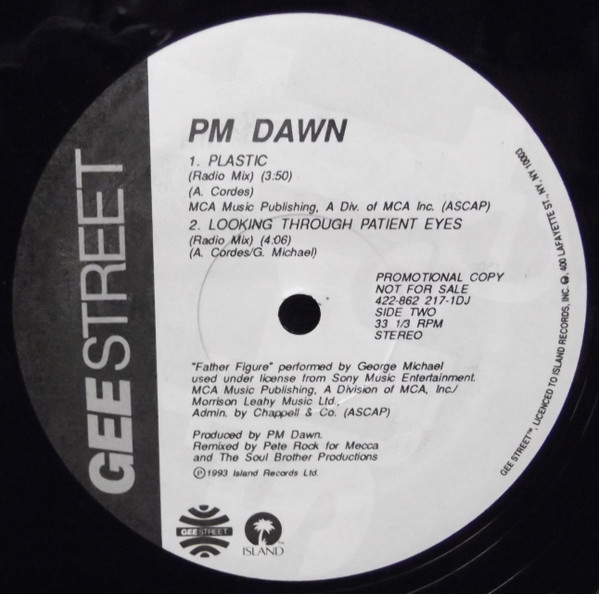 GEE STREET
PM DAWN
1. PLASTIC
(Radio Mix) (3:50)
(A. Cordes)
MCA Music Publishing, A Div. of MCA Inc. (ASCAP)
2. LOOKING THROUGH PATIENT EYES
(Radio Mix) (4:06)
(A. Cordes/G. Michael)
PROMOTIONAL COPY
NOT FOR SALE
422-862 217-1DJ
SIDE TWO
33 1/3 RPM
STEREO
"Father Figure" performed by George Michael
used under license from Sony Music Entertainment.
MCA Music Publishing, A Division of MCA, Inc./
Morrison Leahy Music Ltd.,
Admin. by Chappell & Co. (ASCAP)
Produced by PM Dawn.
Remixed by Pete Rock for Mecca
and The Soul Brother Productions
℗1993 Island Records Ltd.
GEE STREET
ISLAND™
GEE STREET™, LICENCED TO ISLAND RECORDS, INC. ℗, 400 LAFAYETTE ST., NY, NY 10003